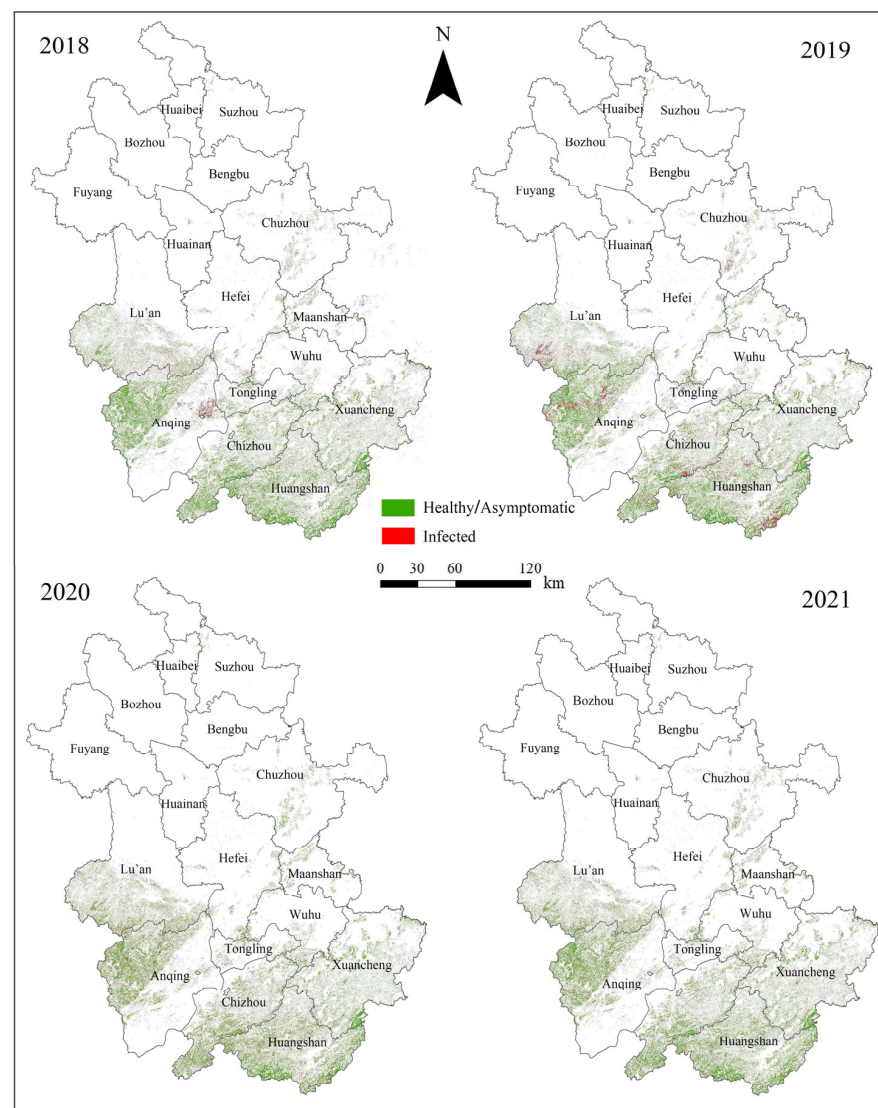 2018
Huaibei
Suzhou
Bozhou
Bengbu
Fuyang
Chuzhou
Huainan
Hefei
Lu'an
Maanshan
Wuhu
Tongling
Xuancheng
Anqing
Chizhou
Huangshan
N
2019
Huaibei
Suzhou
Bozhou
Bengbu
Fuyang
Chuzhou
Huainan
Hefei
Lu'an
Wuhu
Tongling
Xuancheng
Anqing
Chizhou
Huangshan
Healthy/Asymptomatic
Infected
0 30 60 120
km
2020
Huaibei
Suzhou
Bozhou
Bengbu
Fuyang
Chuzhou
Huainan
Hefei
Lu'an
Maanshan
Wuhu
Tongling
Xuancheng
Anqing
Chizhou
Huangshan
2021
Huaibei
Suzhou
Bozhou
Bengbu
Fuyang
Chuzhou
Huainan
Hefei
Lu'an
Maanshan
Wuhu
Tongling
Xuancheng
Anqing
Huangshan